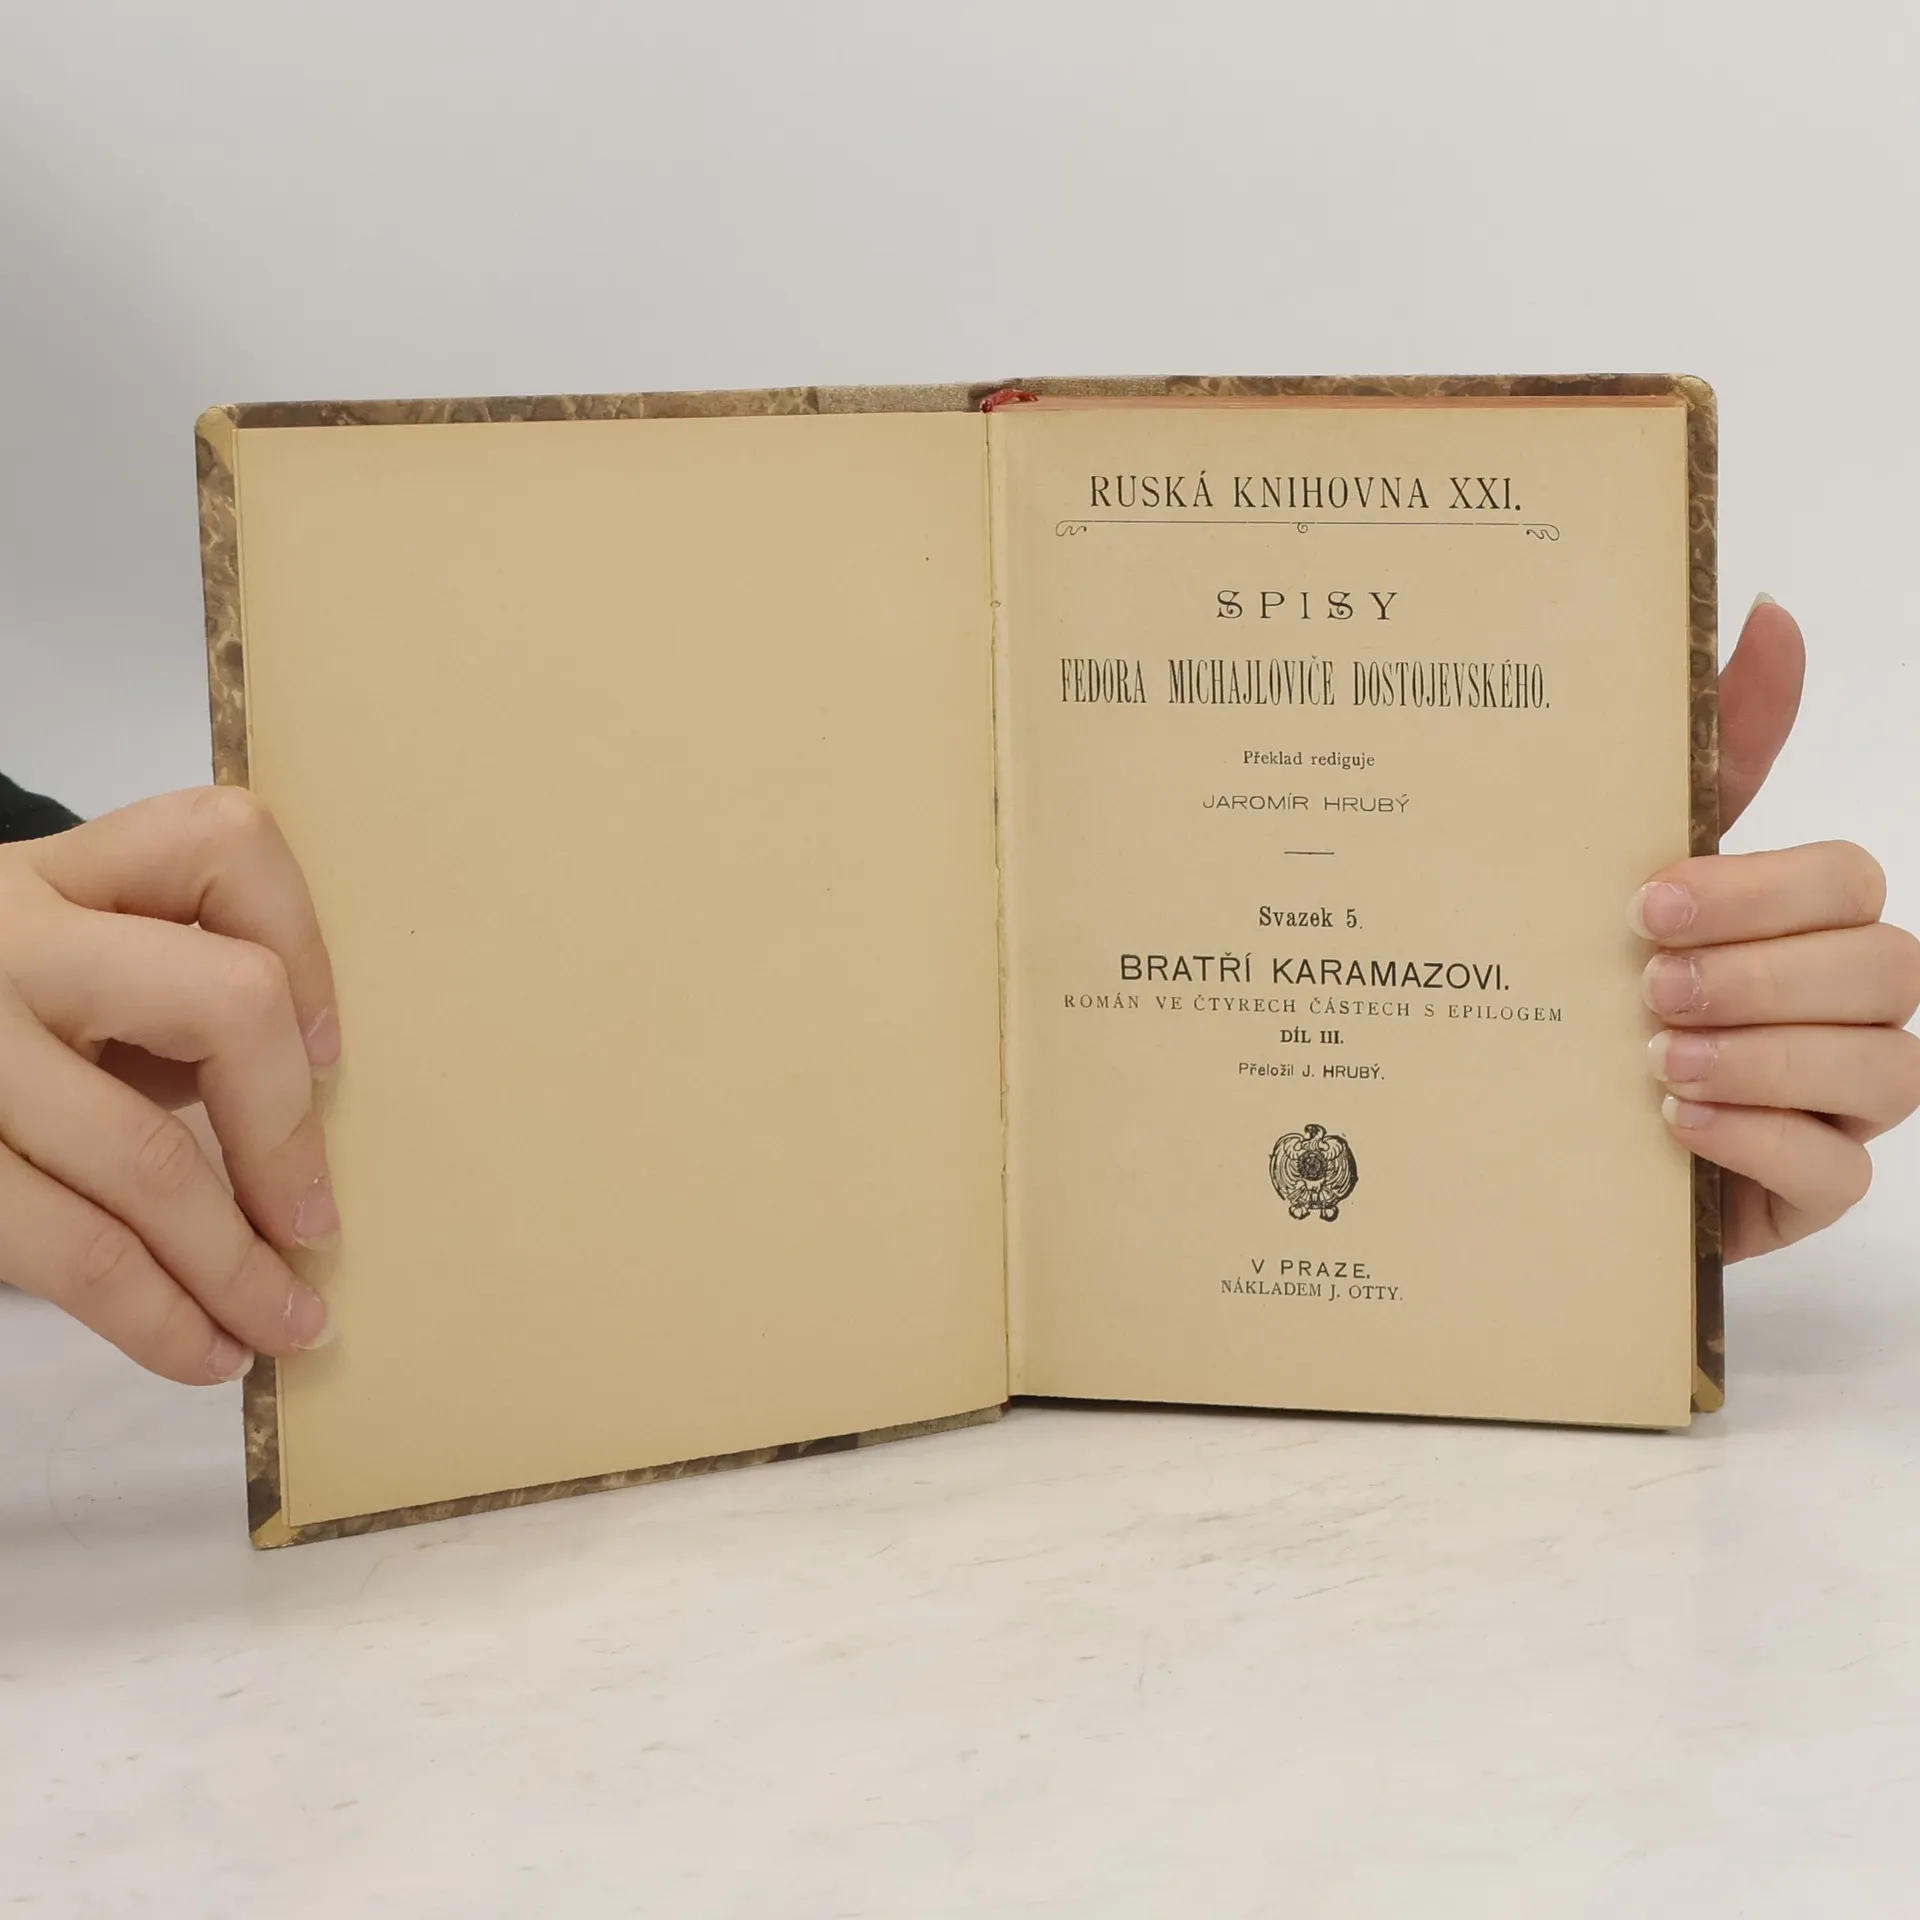 RUSKÁ KNIHOVNA XXI.
SPISY
FEDORA MICHAJLOVIČE DOSTOJEVSKÉHO.
Překlad rediguje
JAROMÍR HRUBÝ
Svazek 5.
BRATŘÍ KARAMAZOVI.
ROMÁN VE ČTYRECH ČÁSTECH S EPILOGEM
DÍL III.
Přeložil J. HRUBÝ.
V PRAZE.
NÁKLADEM J. OTTY.